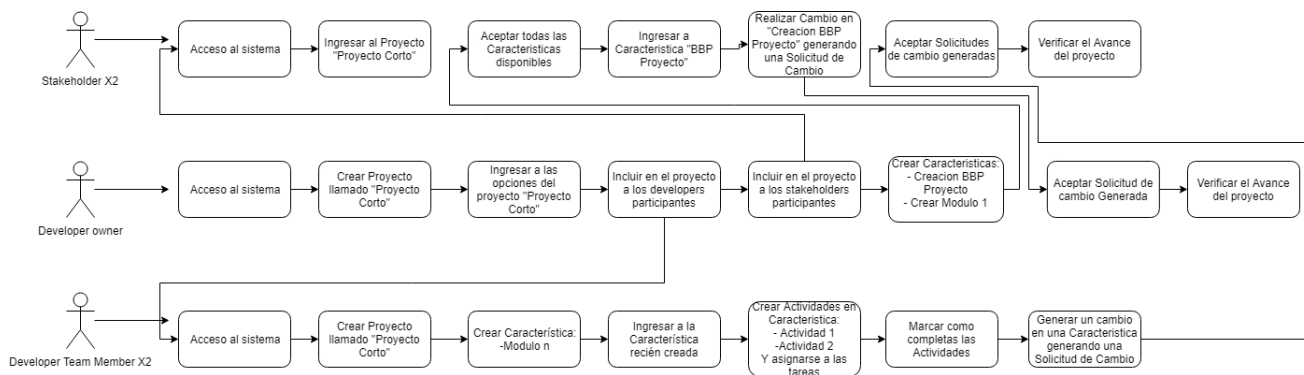 Stakeholder X2
Acceso al sistema
Ingresar al Proyecto
"Proyecto Corto"
Aceptar todas las
Caracteristicas
disponibles
Ingresar a
Caracteristica "BBP
Proyecto"
Realizar Cambio en
"Creacion BBP
Proyecto" generando
una Solicitud de
Cambio
Aceptar Solicitudes
de cambio generadas
Verificar el Avance
del proyecto
Developer owner
Acceso al sistema
Crear Proyecto
llamado "Proyecto
Corto"
Ingresar a las
opciones del
proyecto "Proyecto
Corto"
Incluir en el proyecto
a los developers
participantes
Incluir en el proyecto
a los stakeholders
participantes
Crear Caracteristicas:
- Creacion BBP
Proyecto
- Crear Modulo 1
Aceptar Solicitud de
cambio Generada
Verificar el Avance
del proyecto
Developer Team Member X2
Acceso al sistema
Crear Proyecto
llamado "Proyecto
Corto"
Crear Característica:
-Modulo n
Ingresar a la
Característica
recién creada
Crear Actividades en
Caracteristica:
- Actividad 1
-Actividad 2
Y asignarse a las
tareas
Marcar como
completas las
Actividades
Generar un cambio
en una Caracteristica
generando una
Solicitud de Cambio